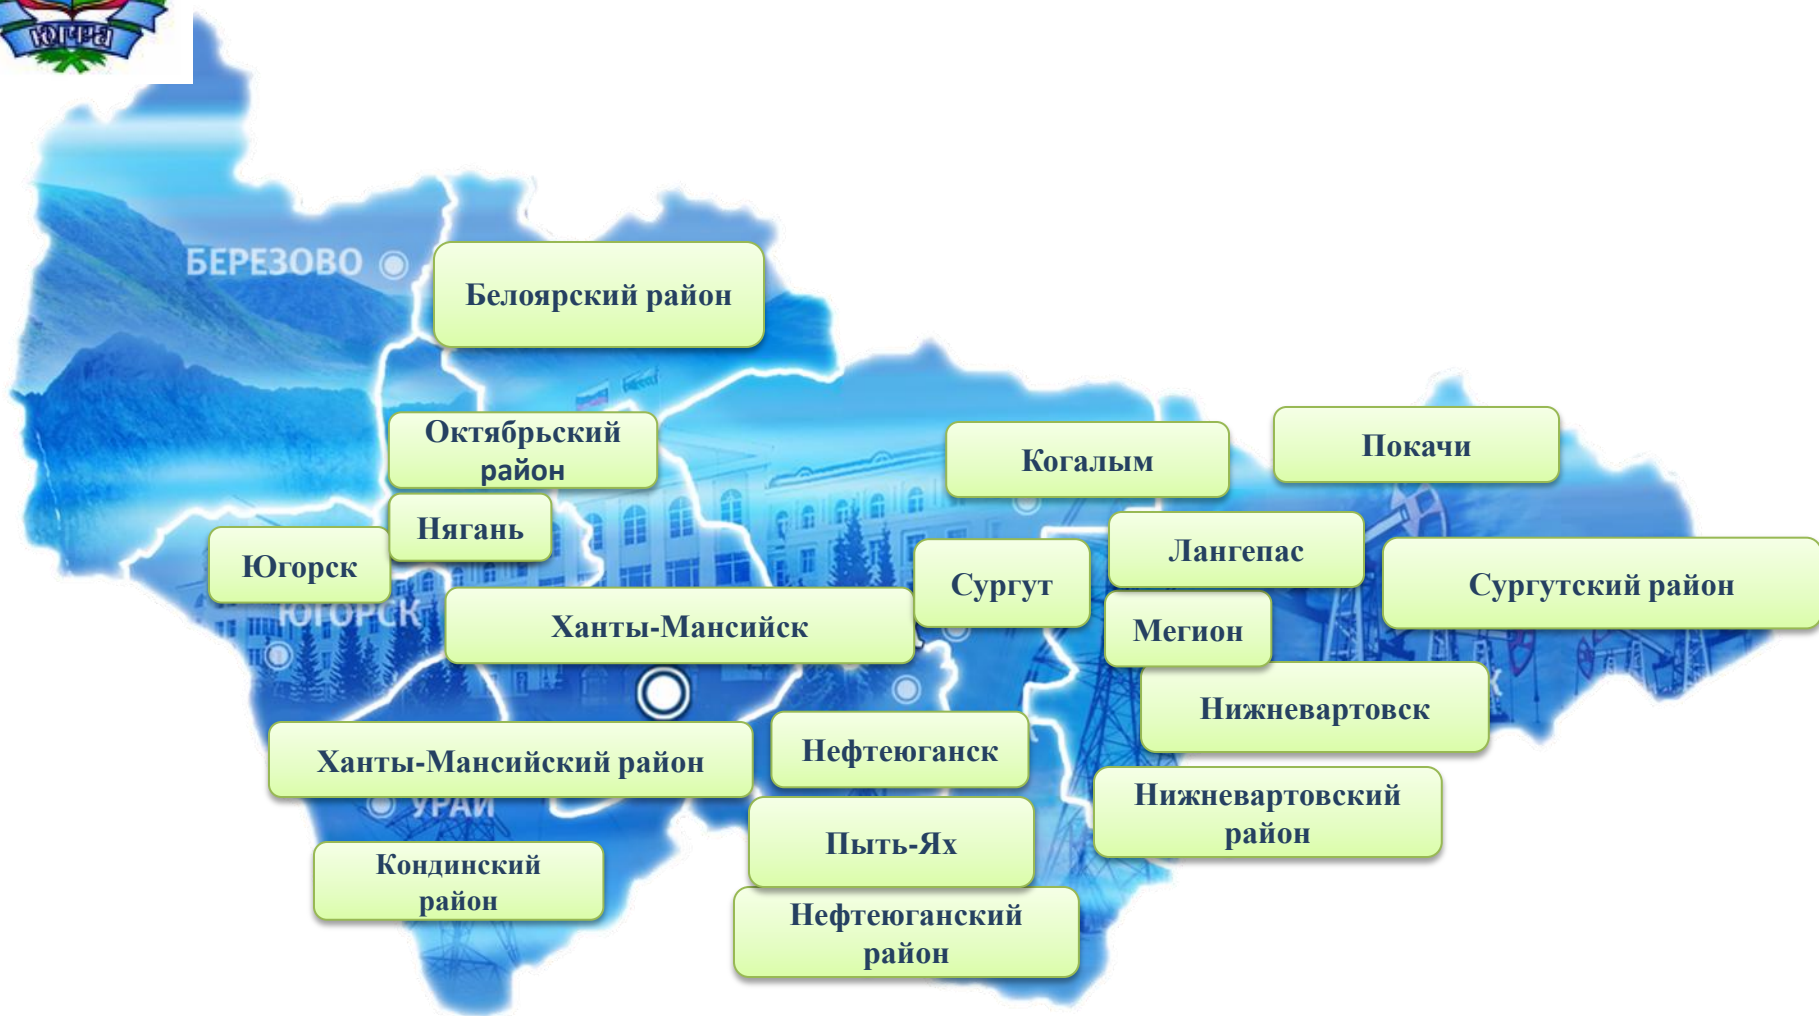 ЮГРА
БЕРЕЗОВО
Белоярский район
Октябрьский
район
Когалым
Покачи
Нягань
Югорск
Лангепас
Сургут
Сургутский район
ЮГОРСК
Ханты-Мансийск
Мегион
Нижневартовск
Ханты-Мансийский район
Нефтеюганск
Нижневартовский
район
УРАЙ
Пыть-Ях
Кондинский
район
Нефтеюганский
район